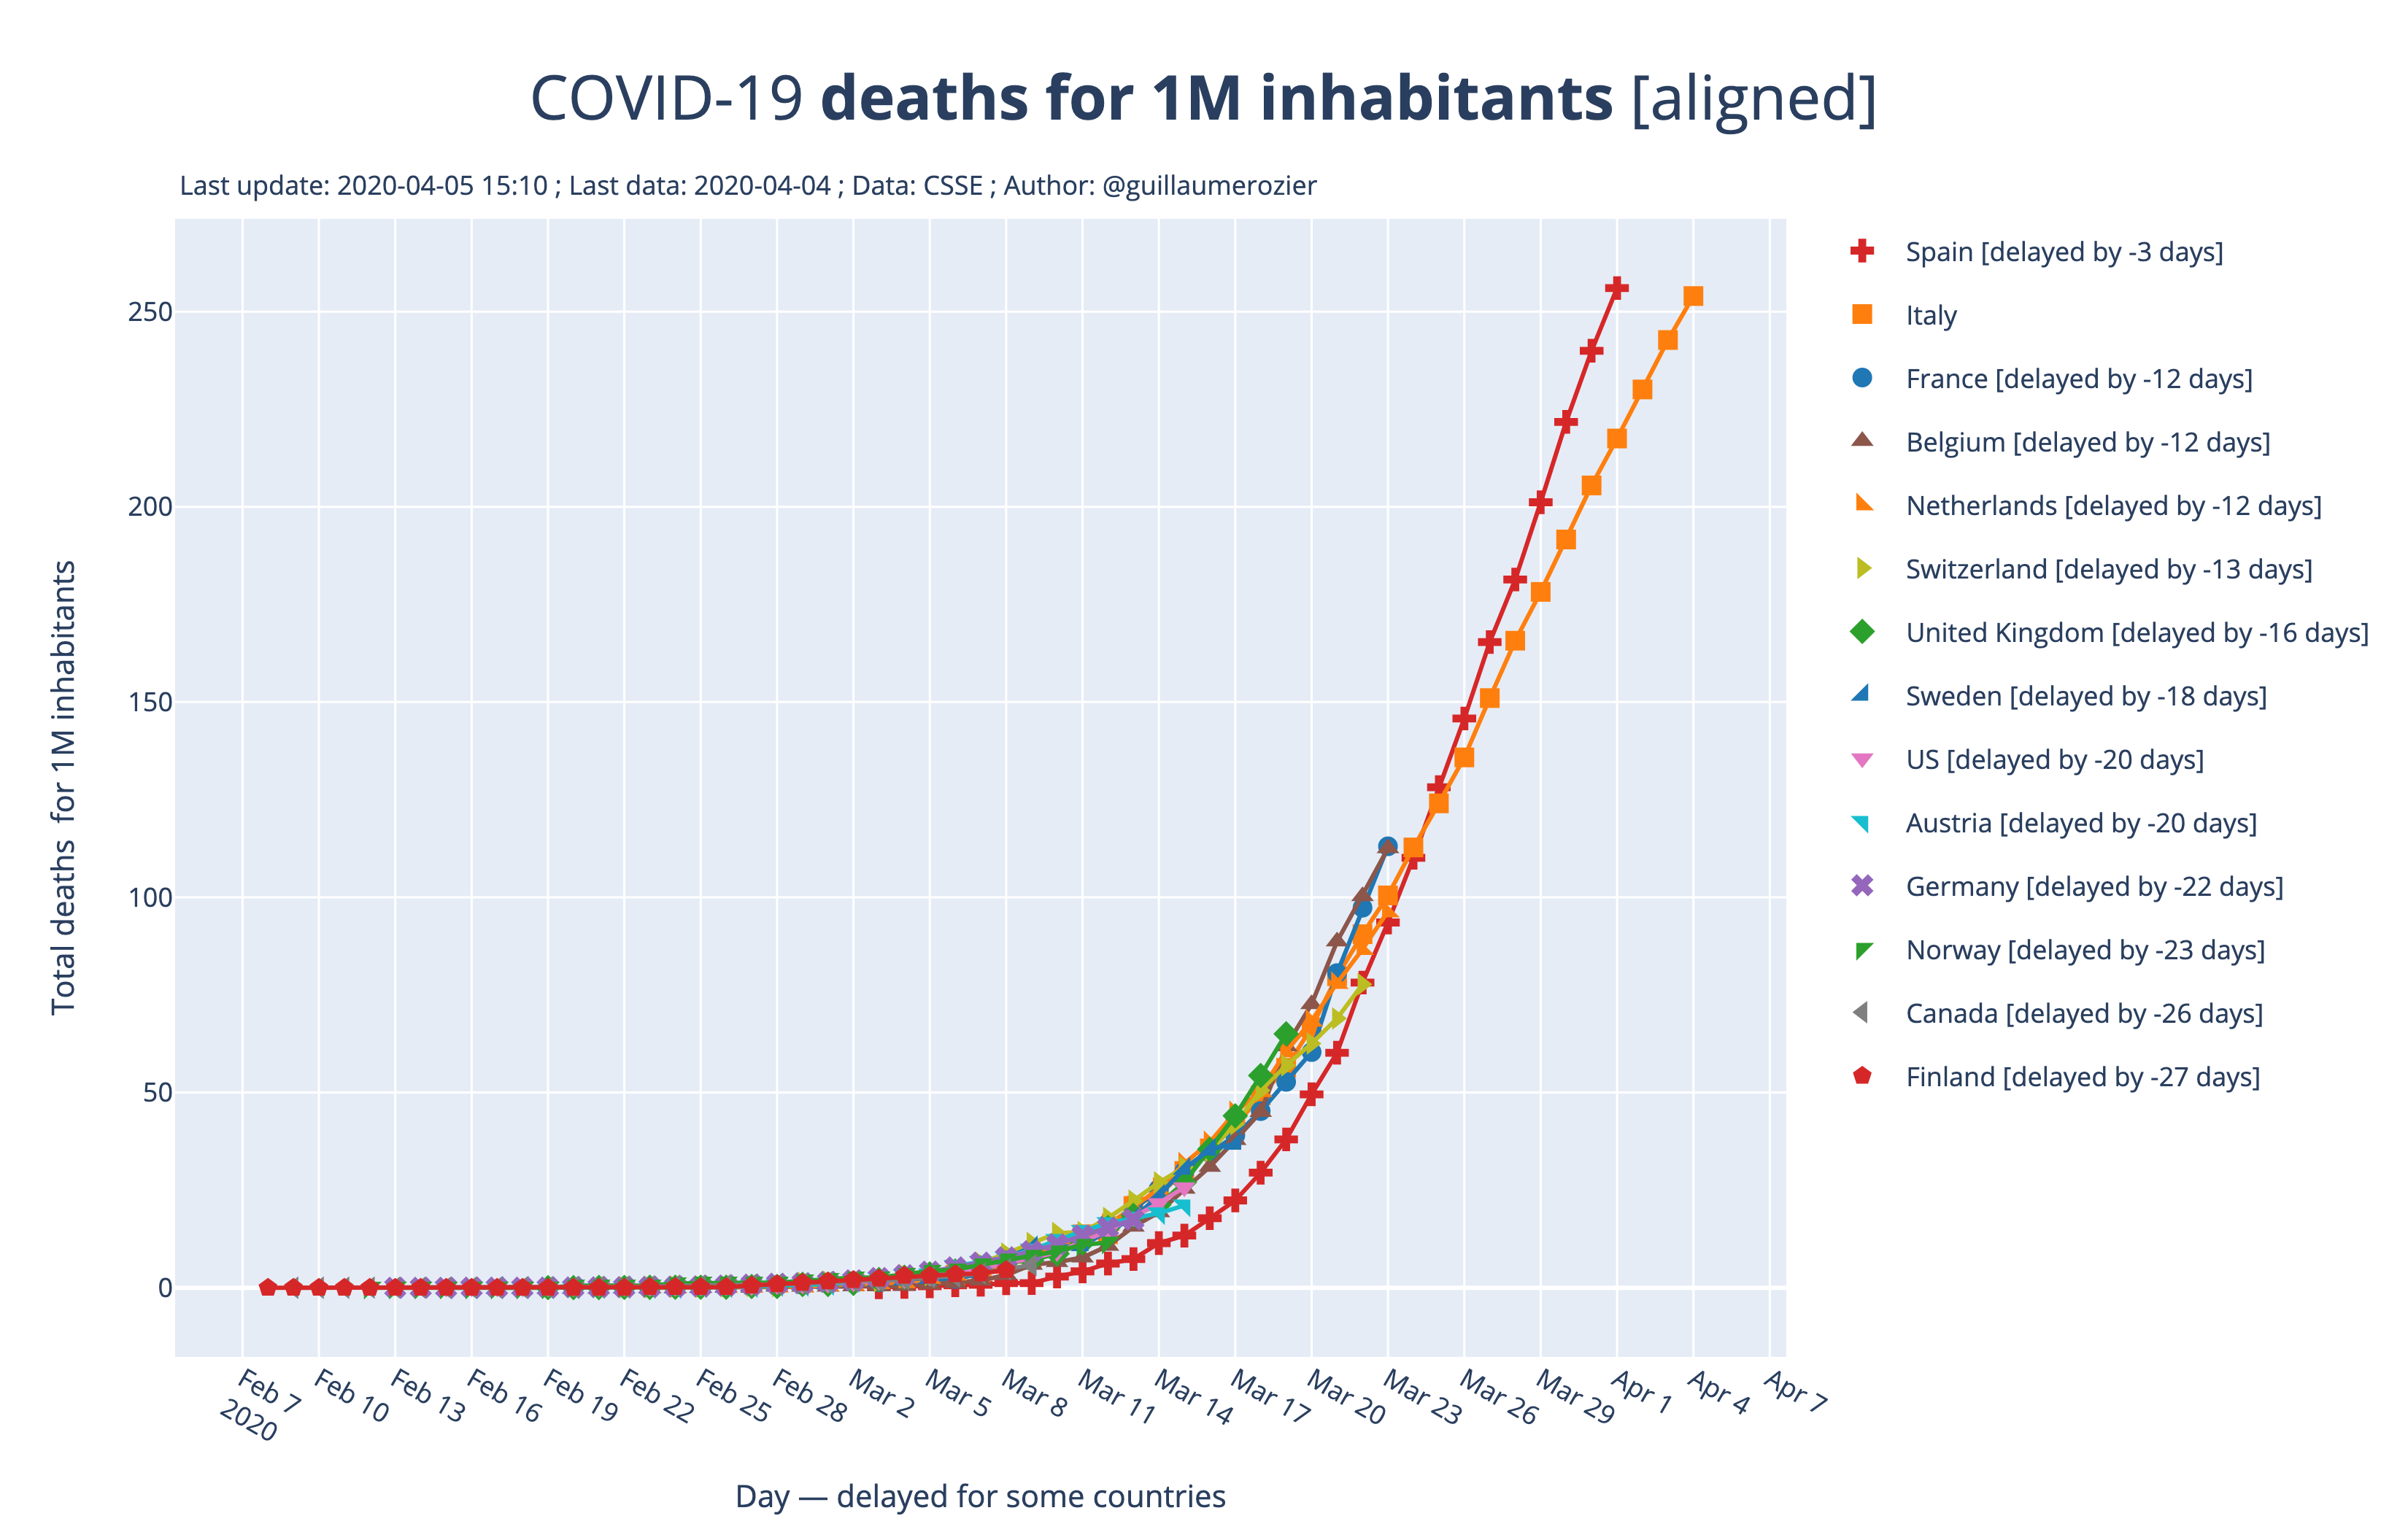 COVID-19 deaths for 1M inhabitants [aligned]
Last update: 2020-04-05 15:10 ; Last data: 2020-04-04 ; Data: CSSE ; Author: @guillaumerozier
Total deaths for 1M inhabitants
250
200
150
100
50
0
Feb 7
2020
Feb 10
Feb 13
Feb 16
Feb 19
Feb 22
Feb 25
Feb 28
Mar 2
Mar 5
Mar 8
Mar 11
Mar 14
Mar 17
Mar 20
Mar 23
Mar 26
Mar 29
Apr 1
Apr 4
Apr 7
Day — delayed for some countries
Spain [delayed by -3 days]
Italy
France [delayed by -12 days]
Belgium [delayed by -12 days]
Netherlands [delayed by -12 days]
Switzerland [delayed by -13 days]
United Kingdom [delayed by -16 days]
Sweden [delayed by -18 days]
US [delayed by -20 days]
Austria [delayed by -20 days]
Germany [delayed by -22 days]
Norway [delayed by -23 days]
Canada [delayed by -26 days]
Finland [delayed by -27 days]